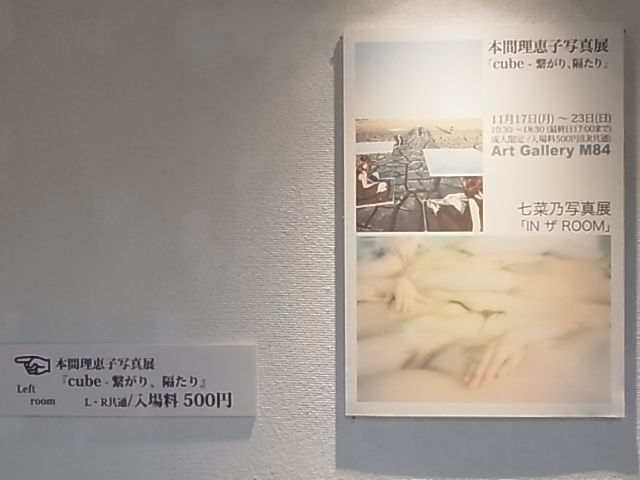 本間理恵子写真展
「cube - 繋がり、隔たり」
11月17日(月) ～ 23日(日)
10:30 ～18:30 (最終日17:00まで)
成人限定 / 入場料500円(L R共通)
Art Gallery M84
七菜乃写真展
「IN ザ ROOM」
本間理恵子写真展
『cube - 繋がり、隔たり』
Left
room
L・R共通/入場料 500円